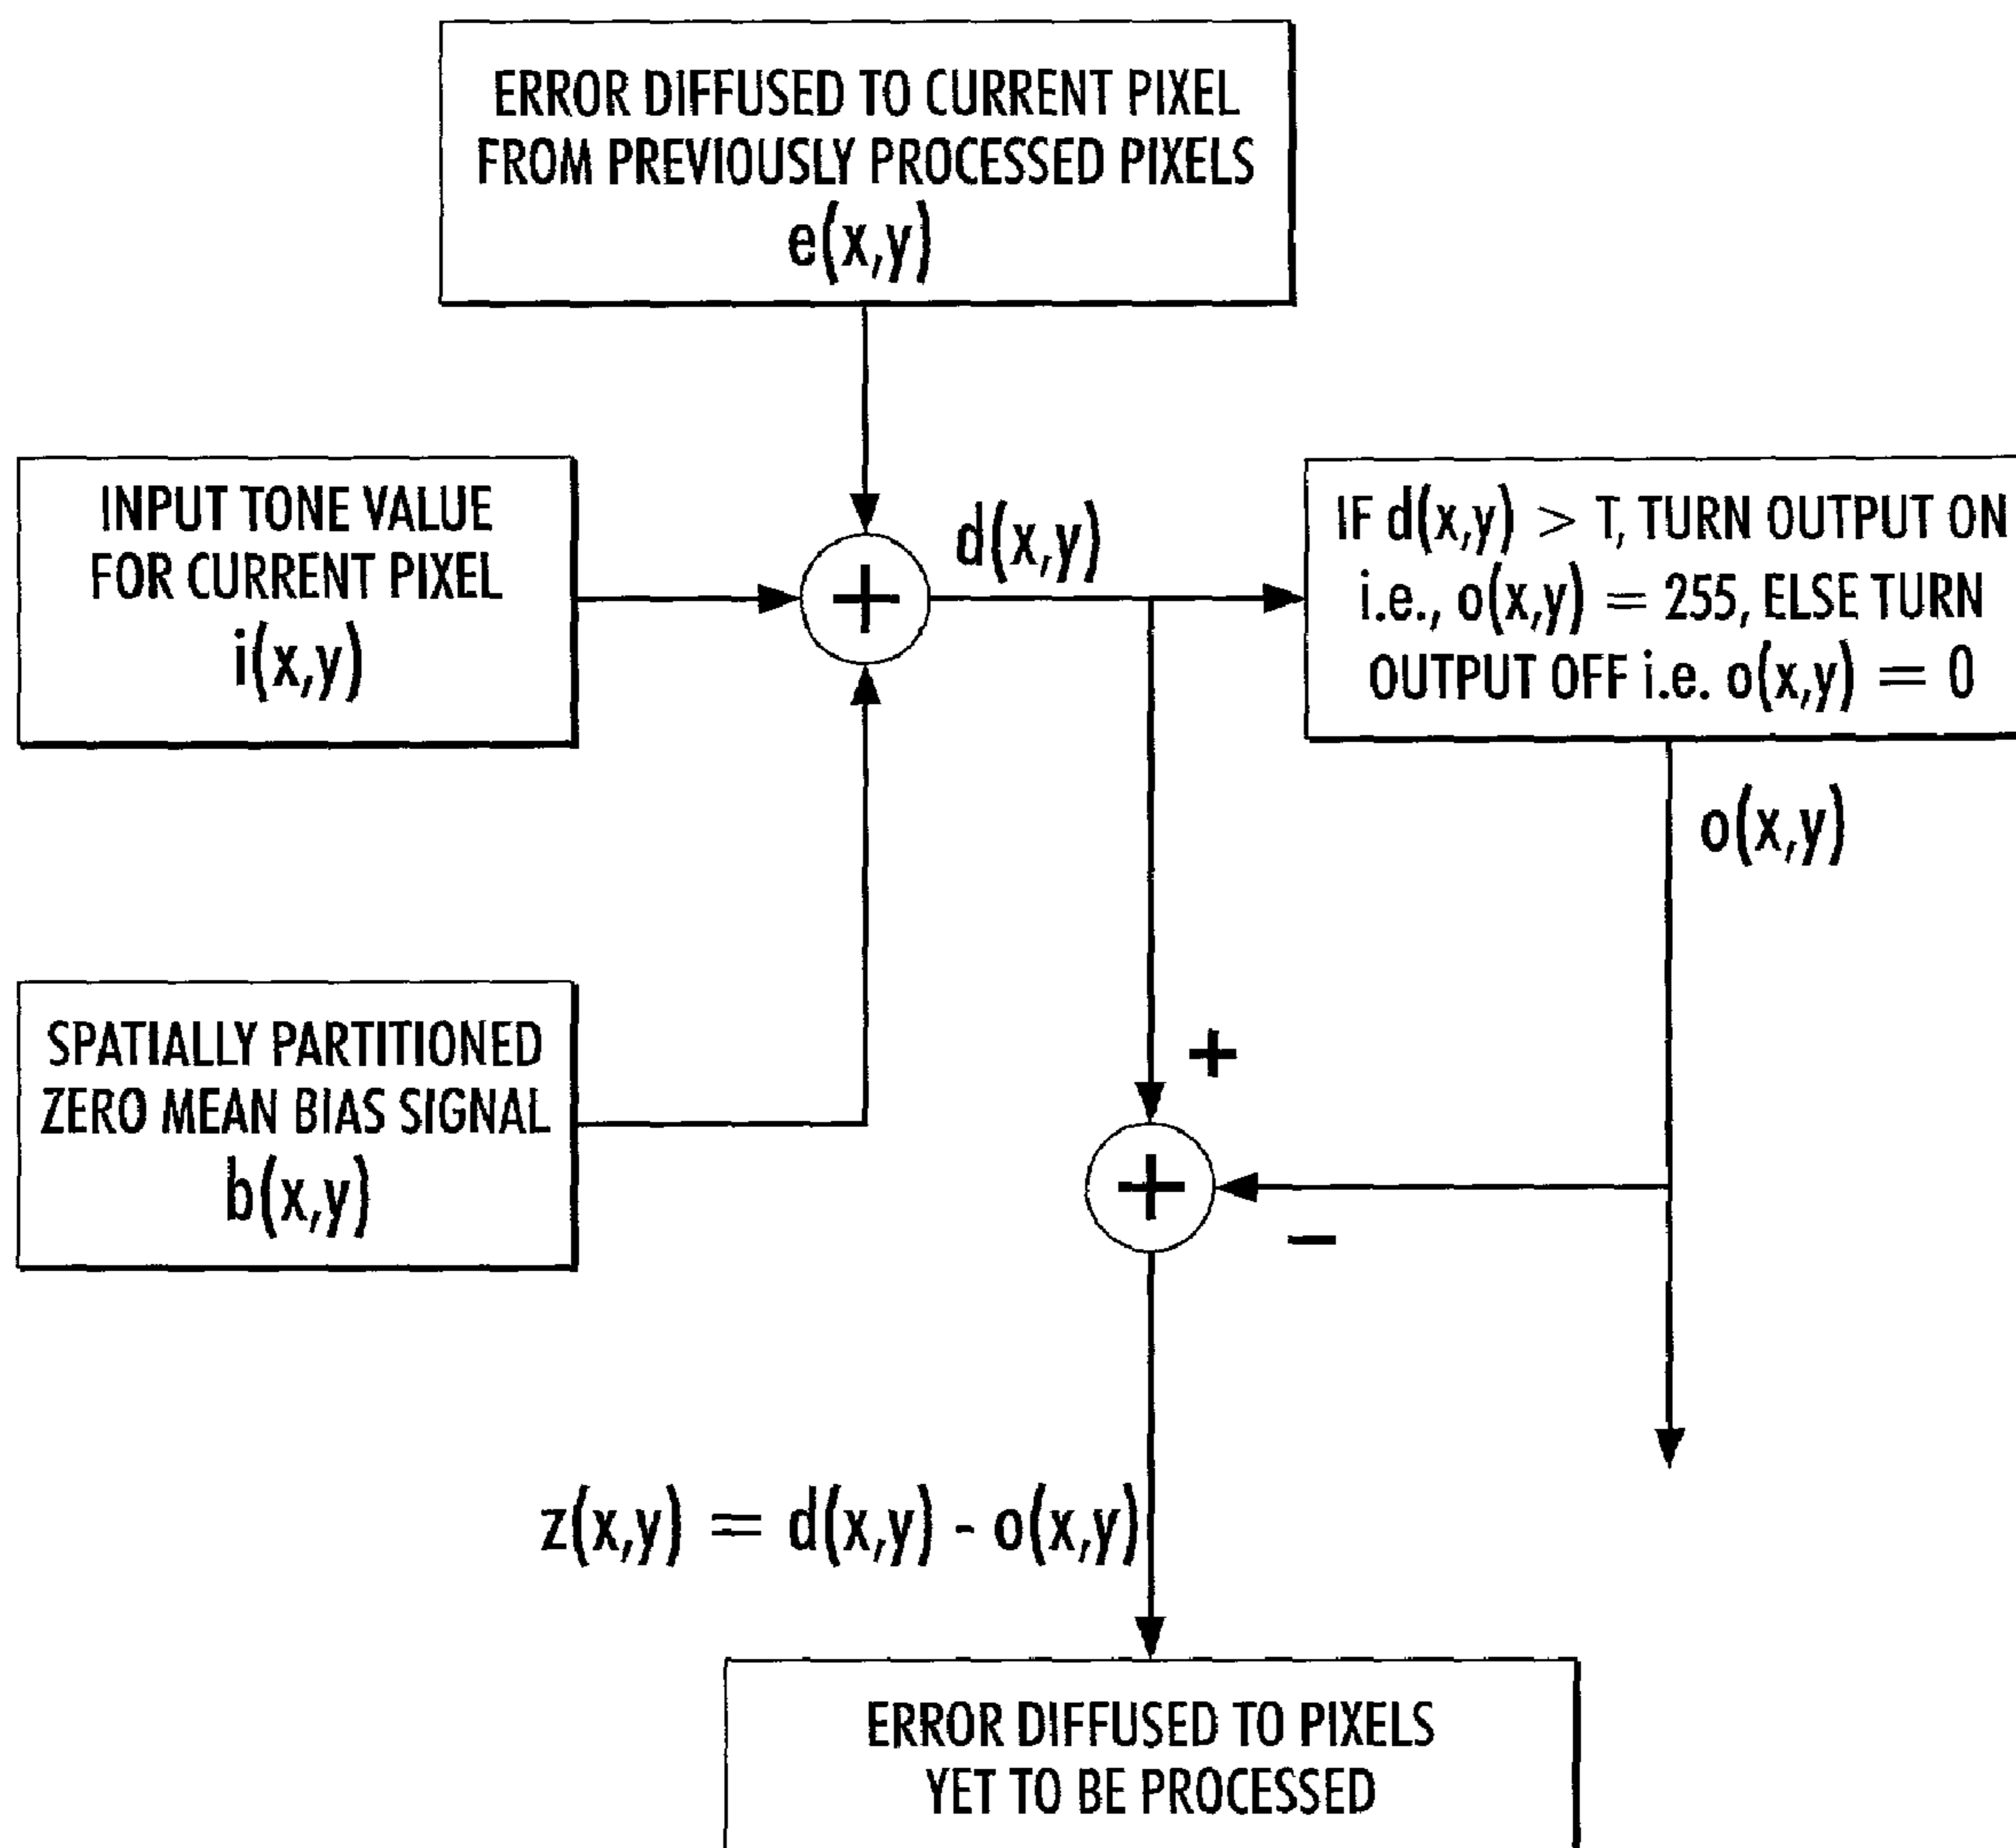 ERROR DIFFUSED TO CURRENT PIXEL
FROM PREVIOUSLY PROCESSED PIXELS
e(x,y)
INPUT TONE VALUE
FOR CURRENT PIXEL
i(x,y)
+
d(x,y)
IF d(x,y) > T, TURN OUTPUT ON
i.e., o(x,y) = 255, ELSE TURN
OUTPUT OFF i.e. o(x,y) = 0
o(x,y)
SPATIALLY PARTITIONED
ZERO MEAN BIAS SIGNAL
b(x,y)
+
+
−
z(x,y) = d(x,y) - o(x,y)
ERROR DIFFUSED TO PIXELS
YET TO BE PROCESSED